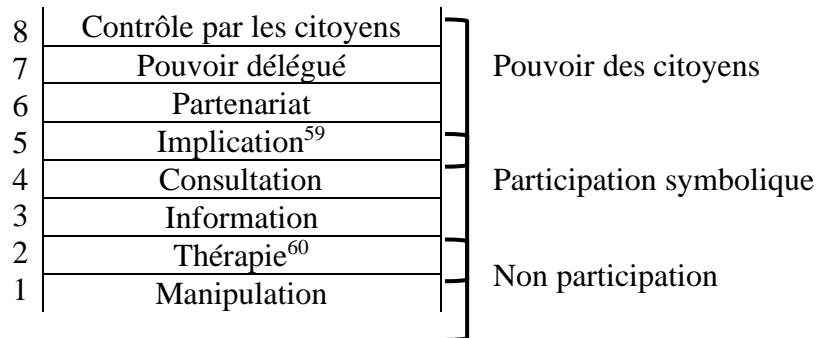 8 Contrôle par les citoyens
7 Pouvoir délégué Pouvoir des citoyens
6 Partenariat
5 Implication59
4 Consultation Participation symbolique
3 Information
2 Thérapie60
1 Manipulation Non participation